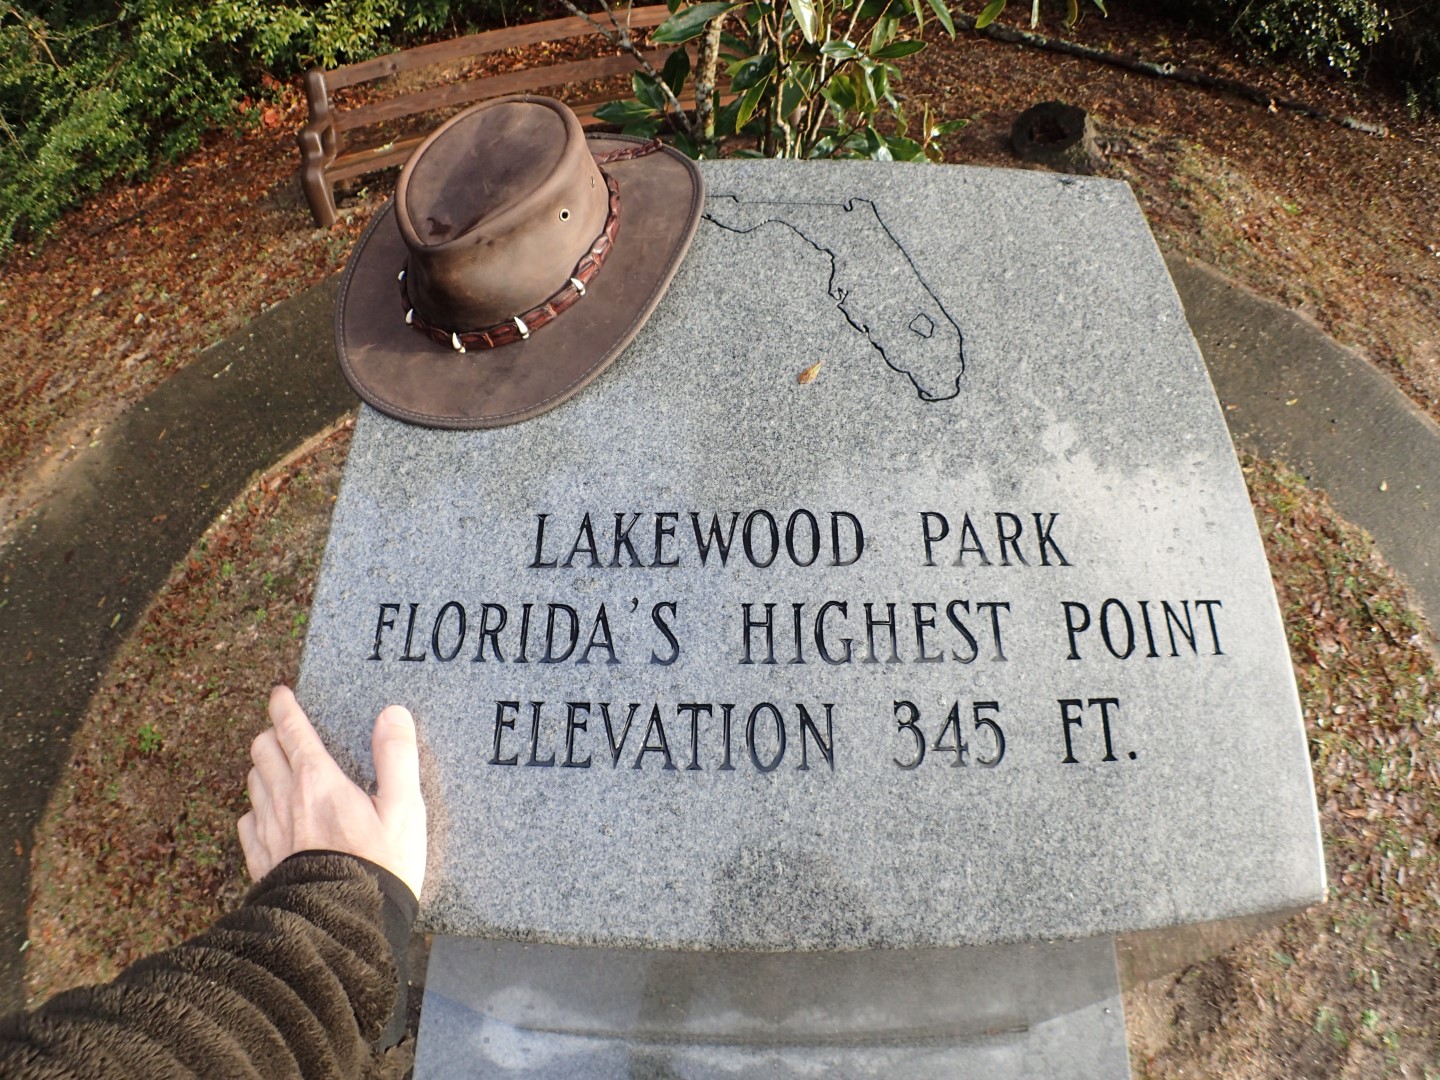 LAKEWOOD PARK
FLORIDA'S HIGHEST POINT
ELEVATION 345 FT.